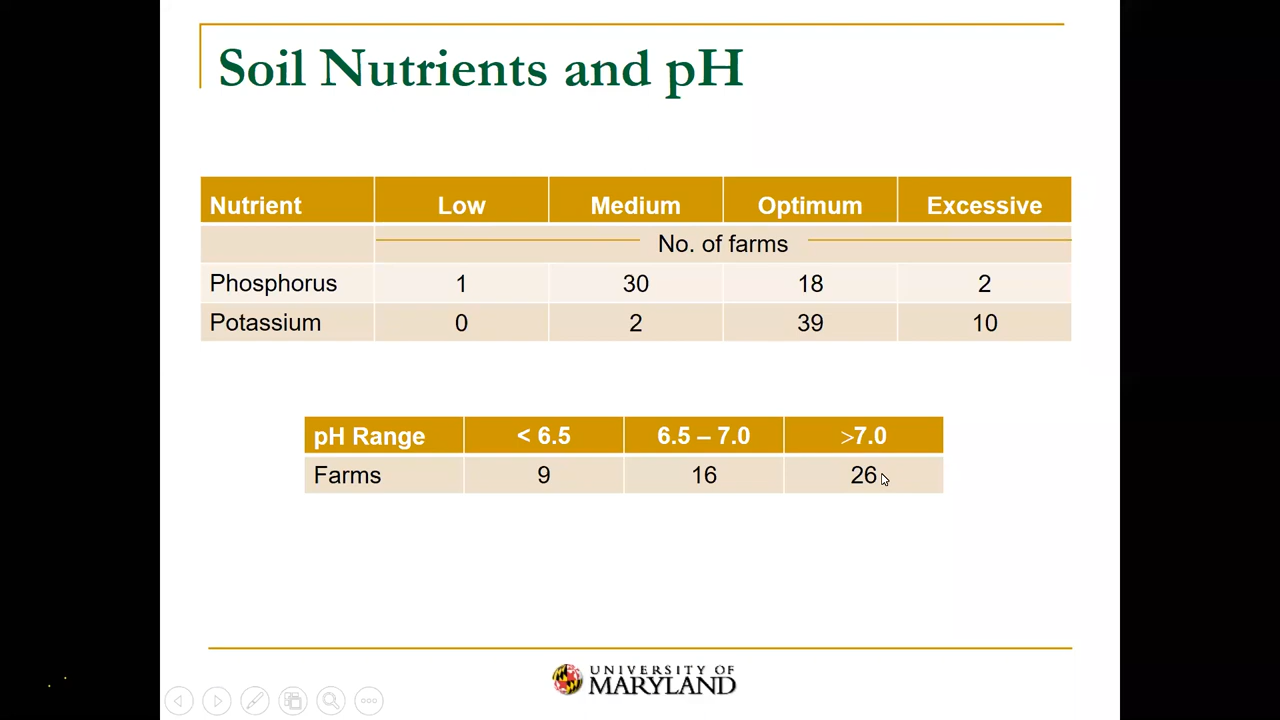 Soil Nutrients and pH
Nutrient Low Medium Optimum Excessive
No. of farms
Phosphorus 1 30 18 2
Potassium 0 2 39 10
pH Range < 6.5 6.5 – 7.0 >7.0
Farms 9 16 26
UNIVERSITY OF
MARYLAND